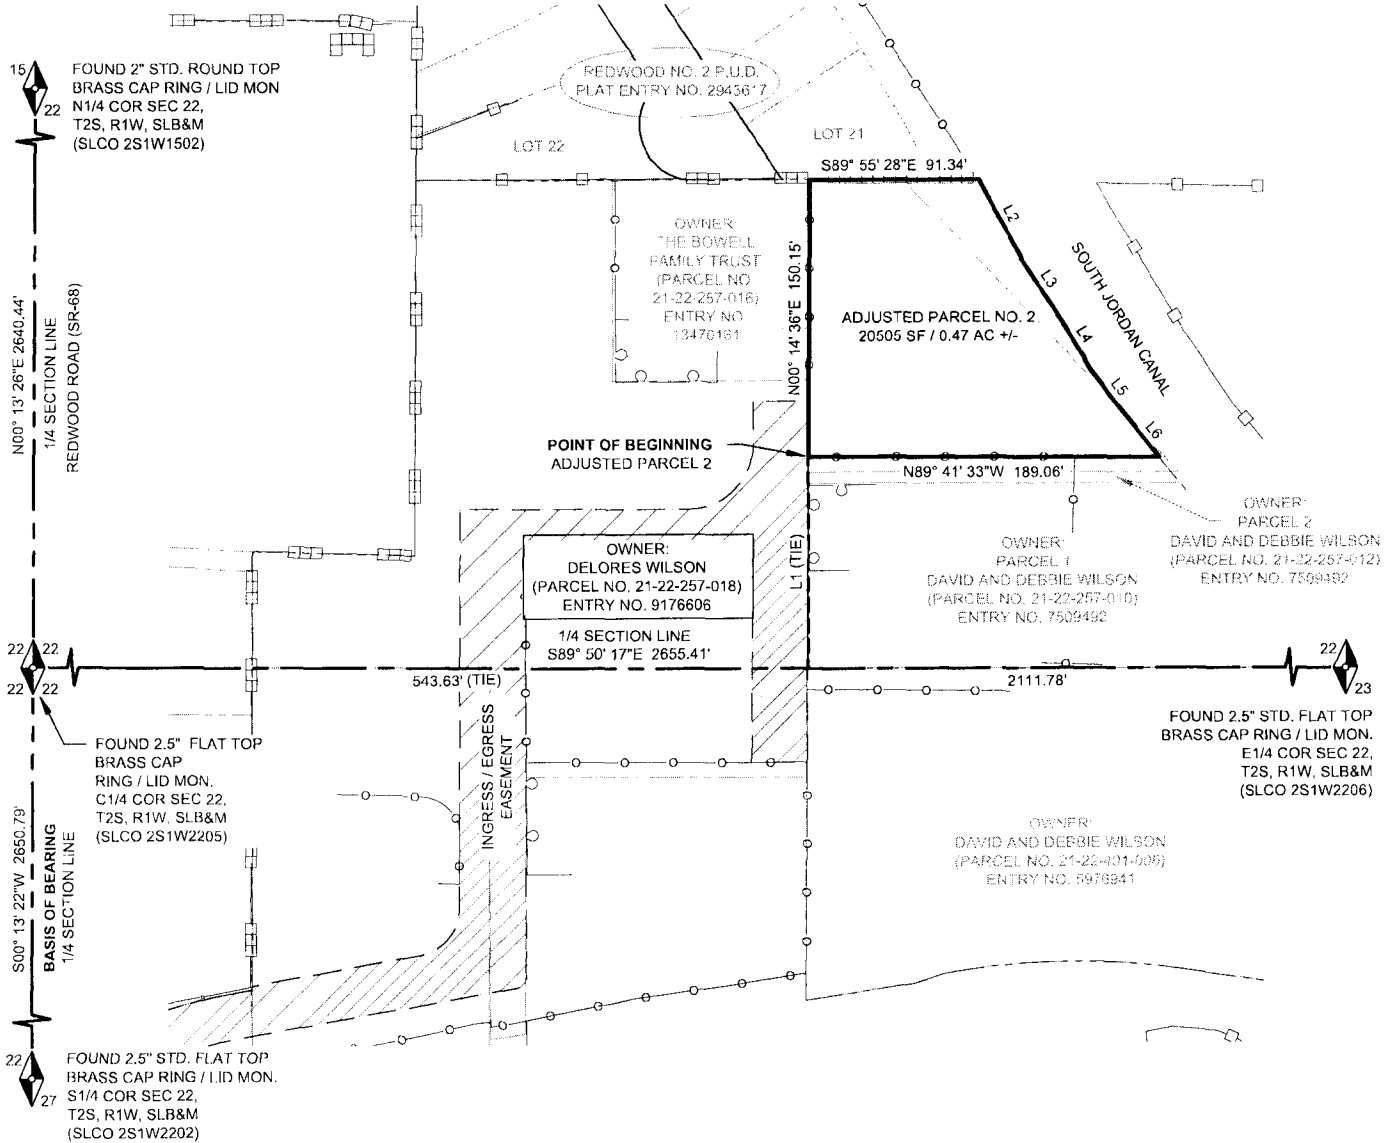 15
22
FOUND 2" STD. ROUND TOP
BRASS CAP RING / LID MON
N1/4 COR SEC 22,
T2S, R1W, SLB&M
(SLCO 2S1W1502)
REDWOOD NO. 2 P.U.D.
PLAT ENTRY NO. 2943617
LOT 22
LOT 21
S89° 55' 28"E 91.34'
N00° 13' 26"E 2640.44'
1/4 SECTION LINE
REDWOOD ROAD (SR-68)
OWNER:
THE BOWELL
FAMILY TRUST
(PARCEL NO
21-22-257-016)
ENTRY NO
13470161
N00° 14' 36"E 150.15'
L2
L3
L4
L5
L6
SOUTH JORDAN CANAL
ADJUSTED PARCEL NO. 2
20505 SF / 0.47 AC +/-
POINT OF BEGINNING
ADJUSTED PARCEL 2
N89° 41' 33"W 189.06'
OWNER:
PARCEL 2
DAVID AND DEBBIE WILSON
(PARCEL NO. 21-22-257-012)
ENTRY NO. 7509492
OWNER:
PARCEL 1
DAVID AND DEBBIE WILSON
(PARCEL NO. 21-22-257-010)
ENTRY NO. 7509492
L1 (TIE)
OWNER:
DELORES WILSON
(PARCEL NO. 21-22-257-018)
ENTRY NO. 9176606
1/4 SECTION LINE
S89° 50' 17"E 2655.41'
22 22
22 22
543.63' (TIE)
2111.78'
22
23
FOUND 2.5" FLAT TOP
BRASS CAP
RING / LID MON.
C1/4 COR SEC 22,
T2S, R1W, SLB&M
(SLCO 2S1W2205)
INGRESS / EGRESS
EASEMENT
FOUND 2.5" STD. FLAT TOP
BRASS CAP RING / LID MON.
E1/4 COR SEC 22,
T2S, R1W, SLB&M
(SLCO 2S1W2206)
S00° 13' 22"W 2650.79'
BASIS OF BEARING
1/4 SECTION LINE
OWNER:
DAVID AND DEBBIE WILSON
(PARCEL NO. 21-22-401-006)
ENTRY NO. 5976941
22
27
FOUND 2.5" STD. FLAT TOP
BRASS CAP RING / LID MON.
S1/4 COR SEC 22,
T2S, R1W, SLB&M
(SLCO 2S1W2202)